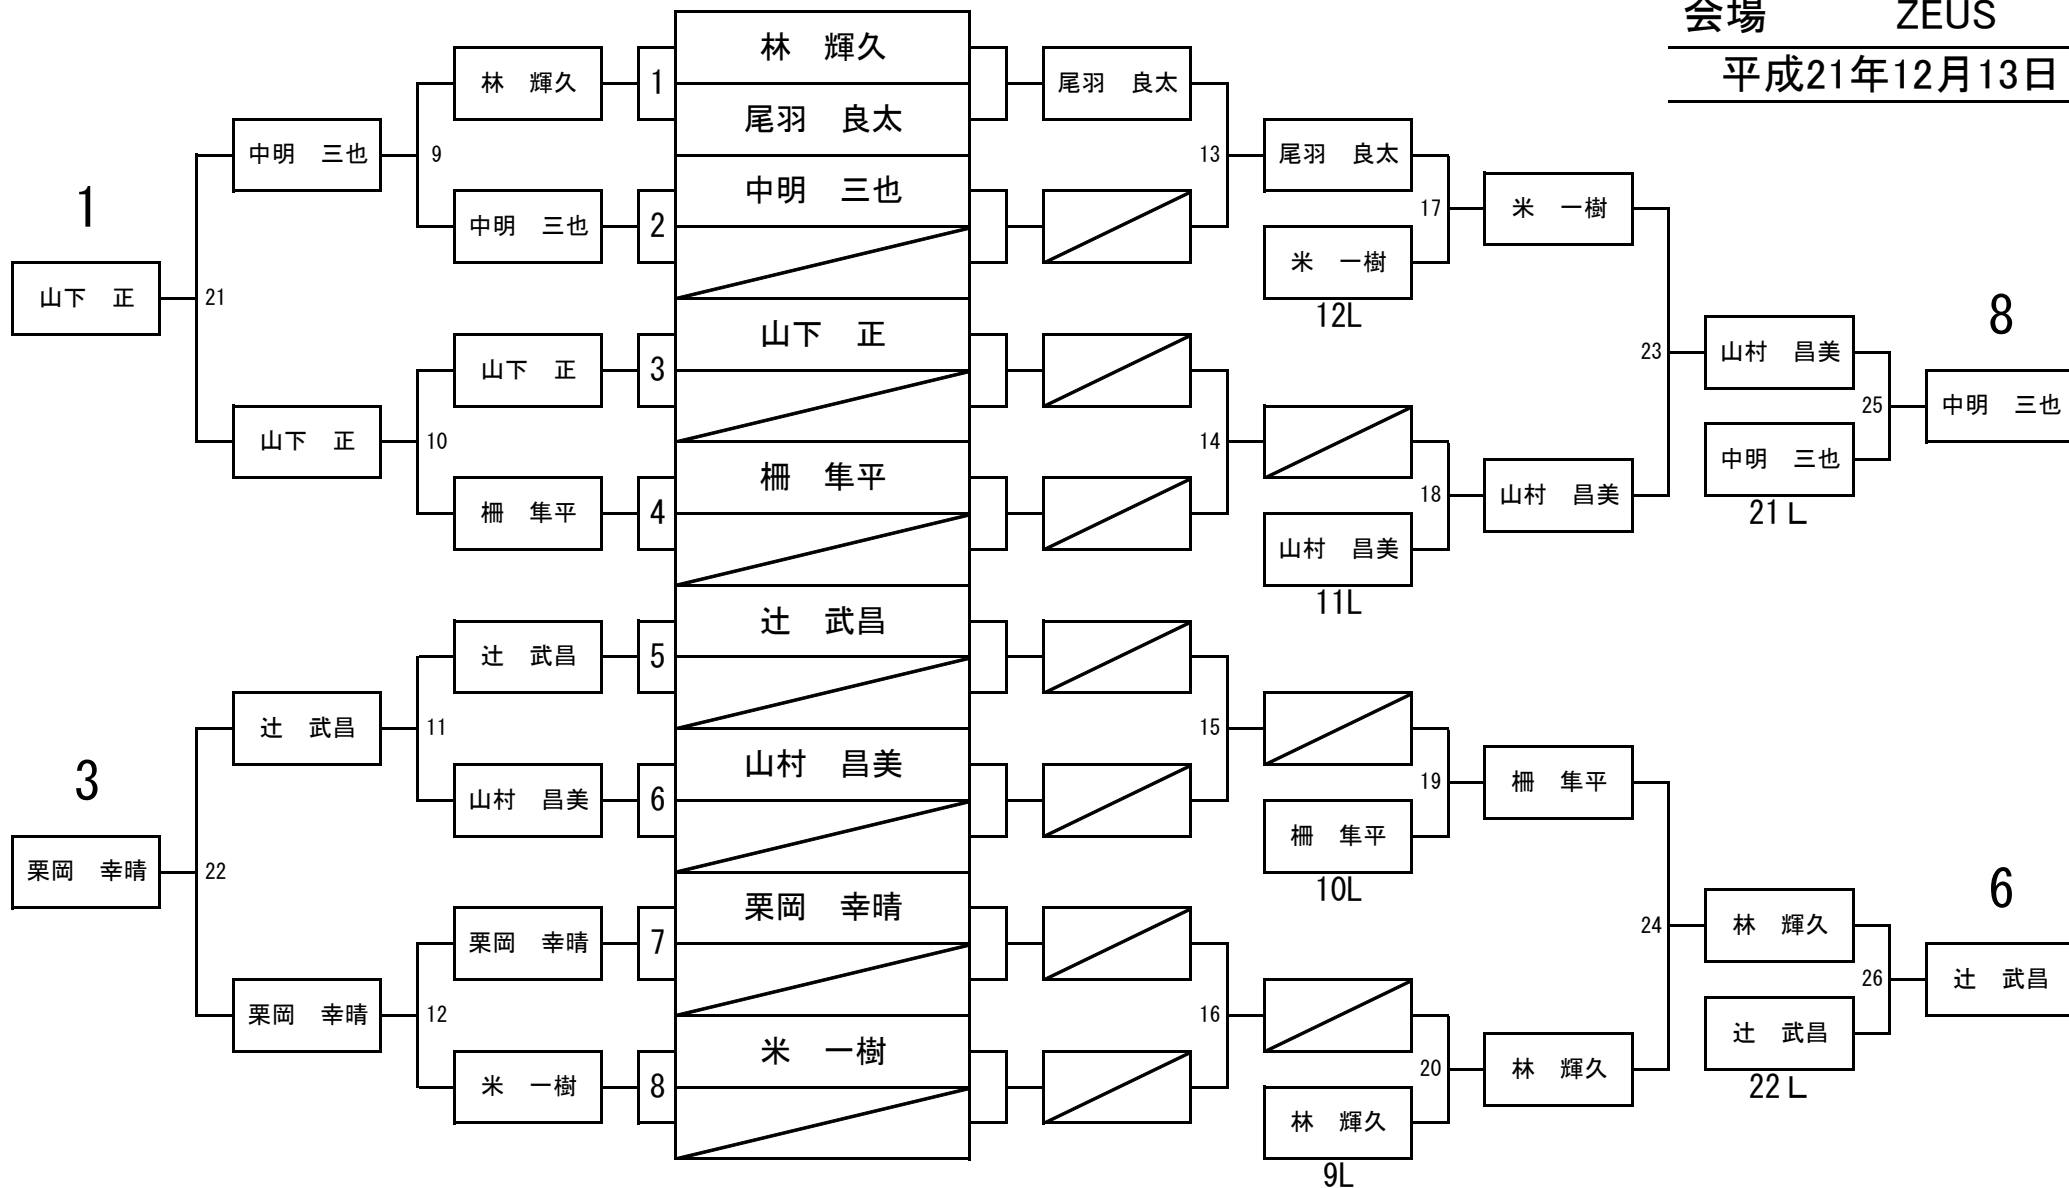 会場 ZEUS
平成21年12月13日
林 輝久
尾羽 良太
中明 三也
山下 正
柵 隼平
辻 武昌
山村 昌美
栗岡 幸晴
米 一樹
1
2
3
4
5
6
7
8
林 輝久
中明 三也
山下 正
柵 隼平
辻 武昌
山村 昌美
栗岡 幸晴
米 一樹
9
10
11
12
中明 三也
山下 正
辻 武昌
栗岡 幸晴
21
22
1
山下 正
3
栗岡 幸晴
尾羽 良太
13
14
15
16
尾羽 良太
米 一樹
12L
山村 昌美
11L
柵 隼平
10L
林 輝久
9L
17
18
19
20
米 一樹
山村 昌美
柵 隼平
林 輝久
23
24
山村 昌美
中明 三也
21 L
林 輝久
辻 武昌
22 L
25
26
8
中明 三也
6
辻 武昌